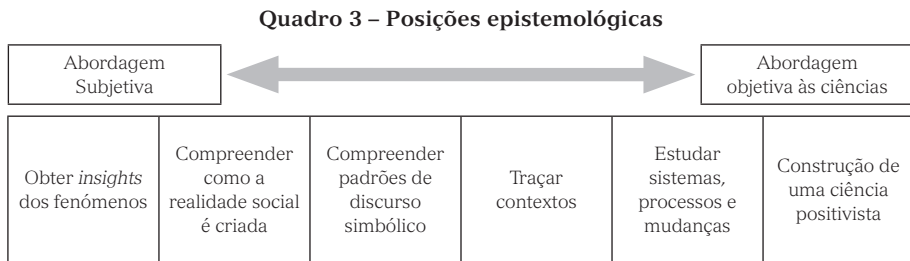 Quadro 3 – Posições epistemológicas
Abordagem
Subjetiva
Abordagem
objetiva às ciências
Obter insights
dos fenómenos
Compreender
como a
realidade social
é criada
Compreender
padrões de
discurso
simbólico
Traçar
contextos
Estudar
sistemas,
processos e
mudanças
Construção de
uma ciência
positivista